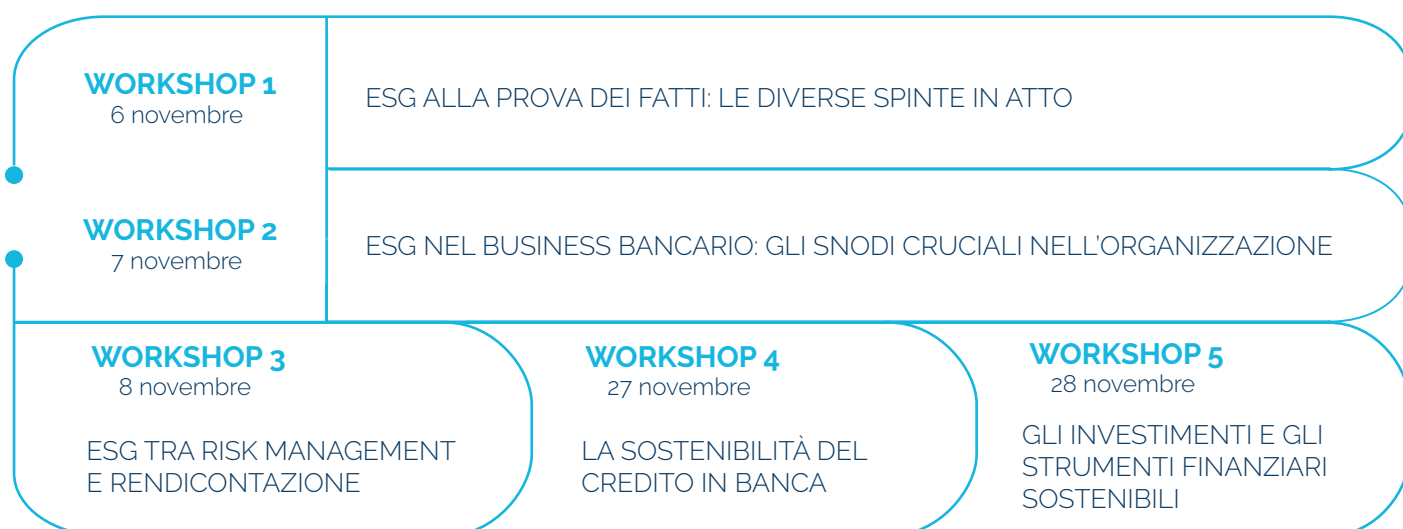 WORKSHOP 1
6 novembre
ESG ALLA PROVA DEI FATTI: LE DIVERSE SPINTE IN ATTO
WORKSHOP 2
7 novembre
ESG NEL BUSINESS BANCARIO: GLI SNODI CRUCIALI NELL'ORGANIZZAZIONE
WORKSHOP 3
8 novembre
ESG TRA RISK MANAGEMENT
E RENDICONTAZIONE
WORKSHOP 4
27 novembre
LA SOSTENIBILITÀ DEL
CREDITO IN BANCA
WORKSHOP 5
28 novembre
GLI INVESTIMENTI E GLI
STRUMENTI FINANZIARI
SOSTENIBILI